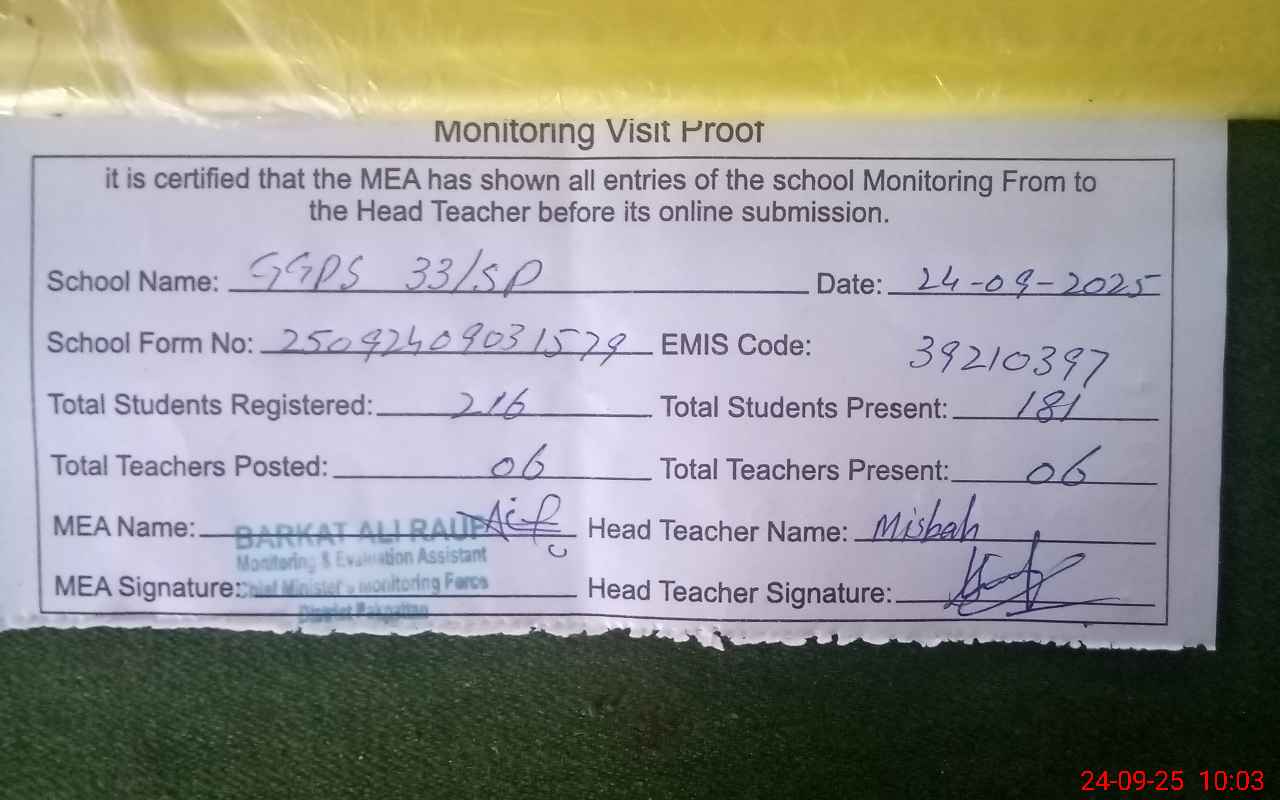 Monitoring Visit Proof
it is certified that the MEA has shown all entries of the school Monitoring From to
the Head Teacher before its online submission.
School Name: GGPS 33/SP Date: 24-09-2025
School Form No: 25092409031579 EMIS Code: 39210397
Total Students Registered: 216 Total Students Present: 181
Total Teachers Posted: 06 Total Teachers Present: 06
MEA Name: BARKAT ALI RAUF Head Teacher Name: Misbah
Monitoring & Evaluation Assistant
MEA Signature: Chief Minister's monitoring Force Head Teacher Signature:
District Pakpattan
24-09-25 10:03